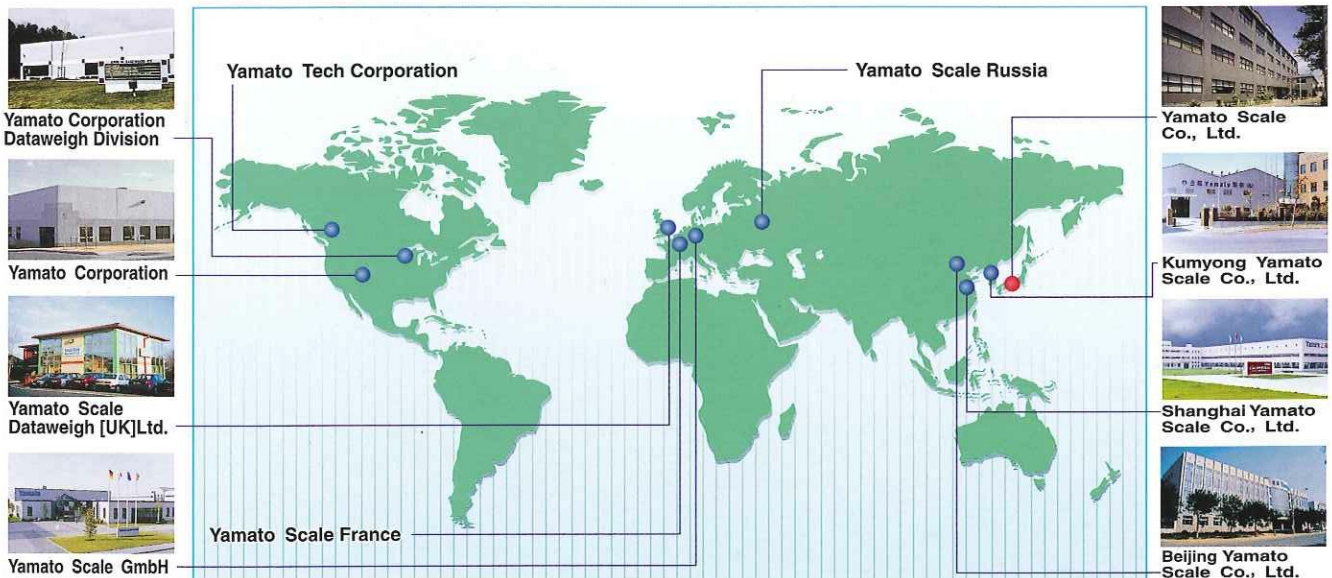 Yamato Tech Corporation
Yamato Scale Russia
Yamato Corporation
Dataweigh Division
Yamato Corporation
Yamato Scale
Dataweigh [UK]Ltd.
Yamato Scale GmbH
Yamato Scale France
Yamato Scale
Co., Ltd.
Kumyong Yamato
Scale Co., Ltd.
Shanghai Yamato
Scale Co., Ltd.
Beijing Yamato
Scale Co., Ltd.
Yamato